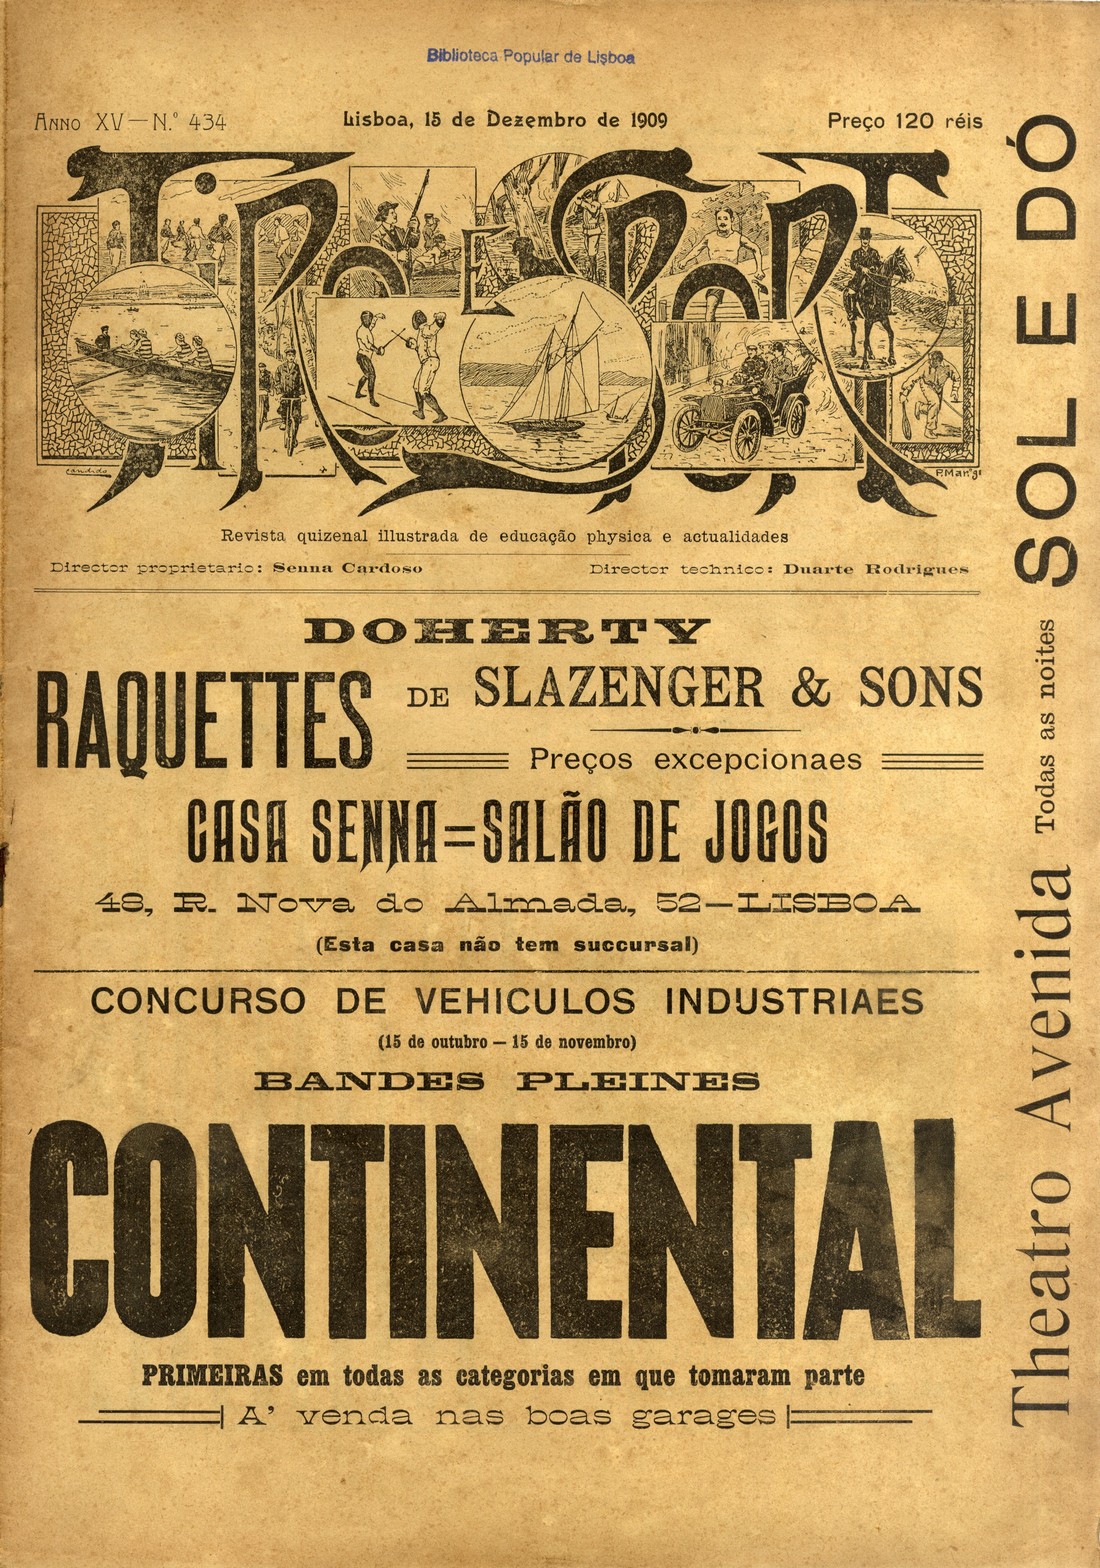 Biblioteca Popular de Lisboa
Anno XV — N.º 434
Lisboa, 15 de Dezembro de 1909
Preço 120 réis
TIRO E SPORT
Revista quizenal illustrada de educação physica e actualidades
Director proprietario: Senna Cardoso
Director technico: Duarte Rodrigues
DOHERTY
RAQUETTES DE SLAZENGER & SONS
Preços excepcionaes
CASA SENNA=SALÃO DE JOGOS
48, R. Nova do Almada, 52—LISBOA
(Esta casa não tem succursal)
CONCURSO DE VEHICULOS INDUSTRIAES
(15 de outubro — 15 de novembro)
BANDES PLEINES
CONTINENTAL
PRIMEIRAS em todas as categorias em que tomaram parte
A' venda nas boas garages
Theatro Avenida Todas as noites SOL E DÓ